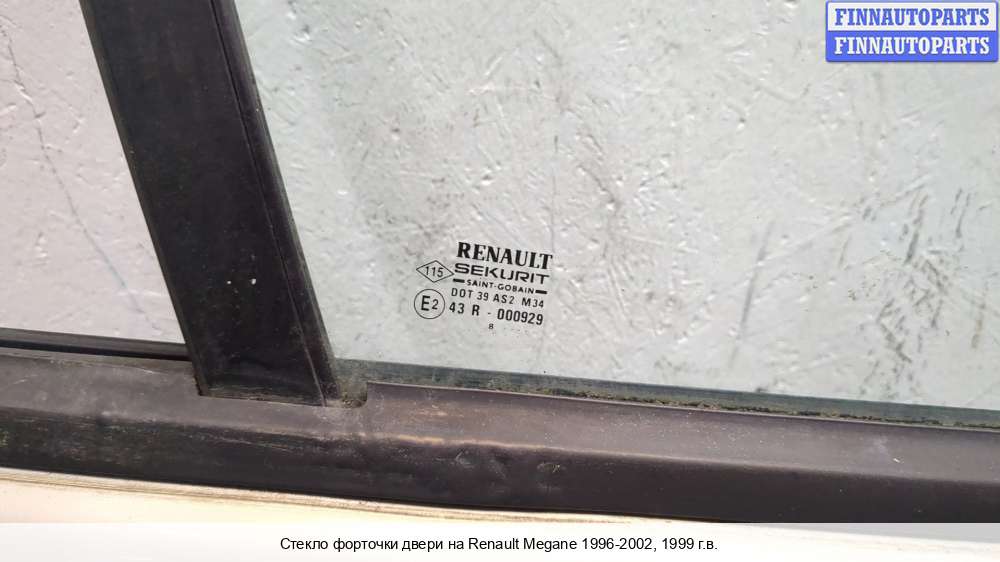 FINNAUTOPARTS
FINNAUTOPARTS
RENAULT
115 SEKURIT
SAINT-GOBAIN
DOT 39 AS2 M34
E2 43 R - 000929
8
Стекло форточки двери на Renault Megane 1996-2002, 1999 г.в.